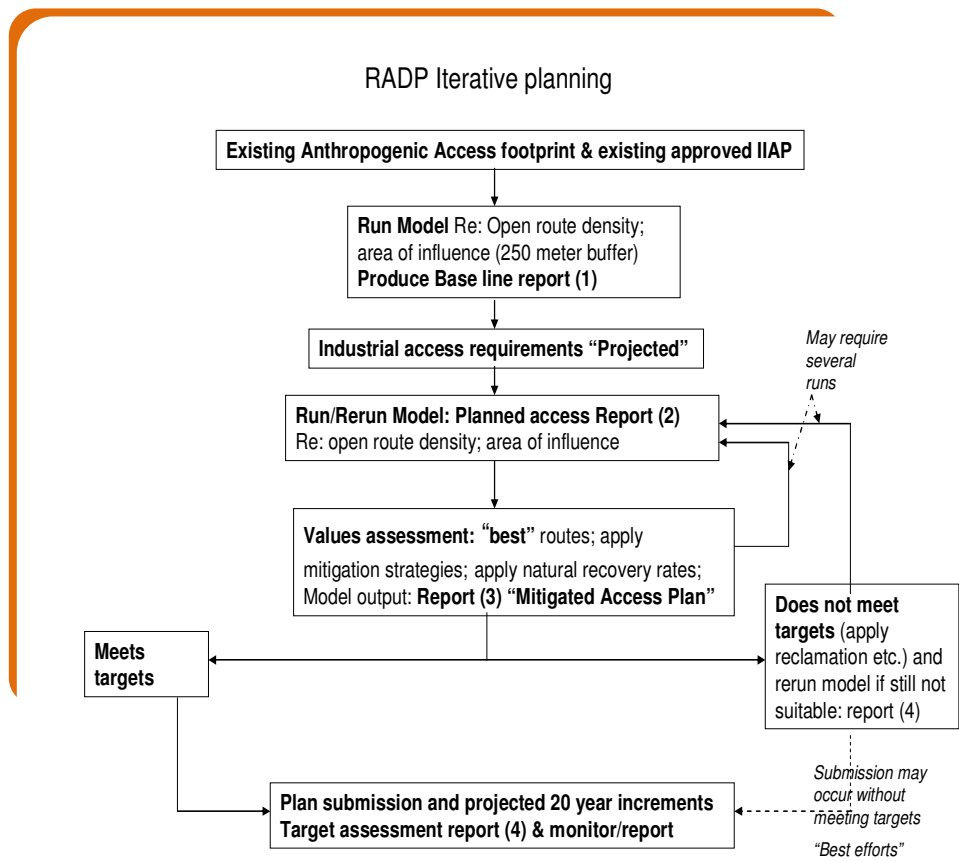 RADP Iterative planning
Existing Anthropogenic Access footprint & existing approved IIAP
Run Model Re: Open route density;
area of influence (250 meter buffer)
Produce Base line report (1)
Industrial access requirements “Projected”
May require
several
runs
Run/Rerun Model: Planned access Report (2)
Re: open route density; area of influence
Values assessment: “best” routes; apply
mitigation strategies; apply natural recovery rates;
Model output: Report (3) “Mitigated Access Plan”
Meets
targets
Does not meet
targets (apply
reclamation etc.) and
rerun model if still not
suitable: report (4)
Submission may
occur without
meeting targets
“Best efforts”
Plan submission and projected 20 year increments
Target assessment report (4) & monitor/report